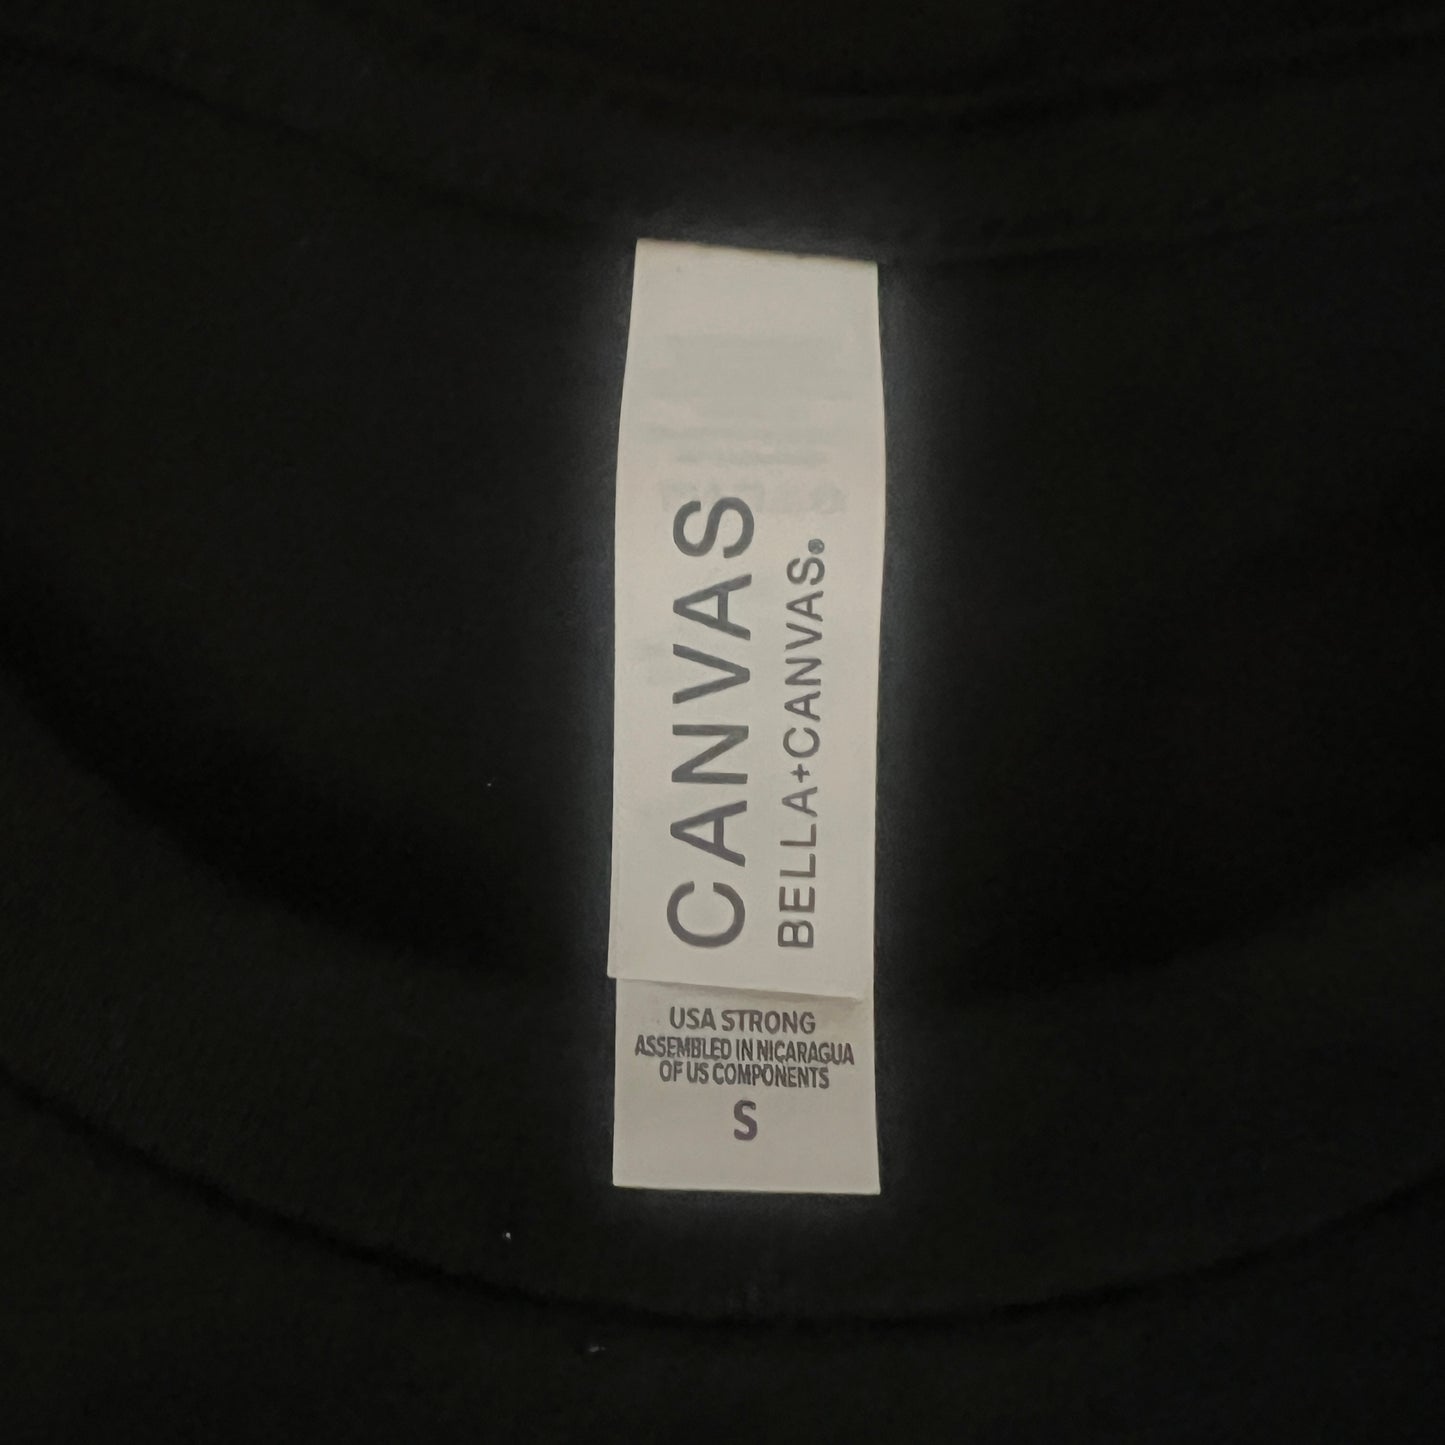 CANVAS
BELLA+CANVAS®
USA STRONG
ASSEMBLED IN NICARAGUA
OF US COMPONENTS
S